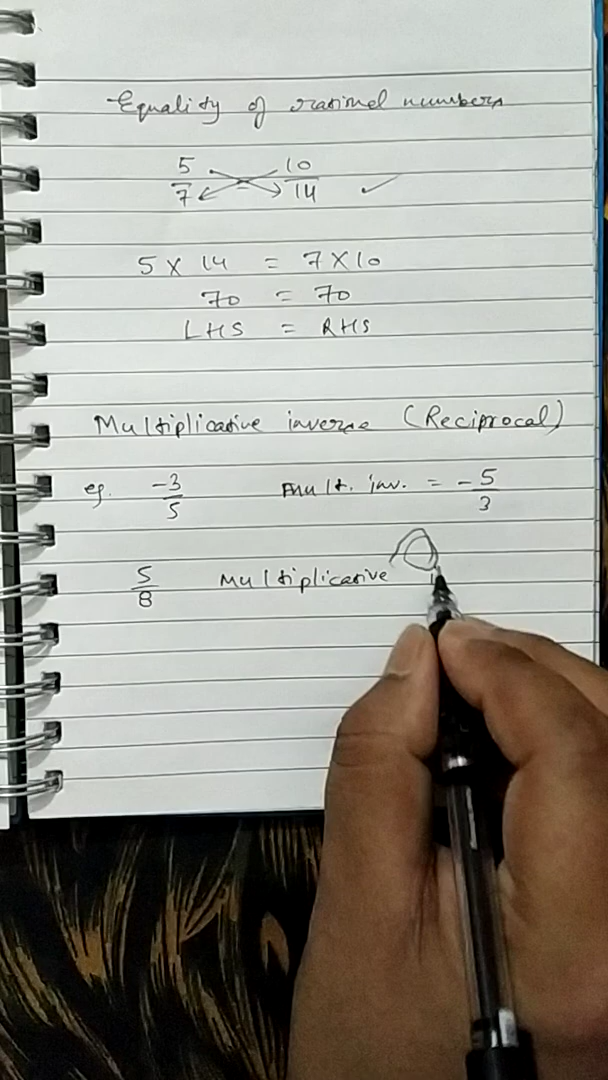 Equality of rational numbers
5/7 = 10/14 ✓
5 × 14 = 7 × 10
70 = 70
LHS = RHS
Multiplicative inverse (Reciprocal)
eg. -3/5 mult. inv. = -5/3
5/8 Multiplicative